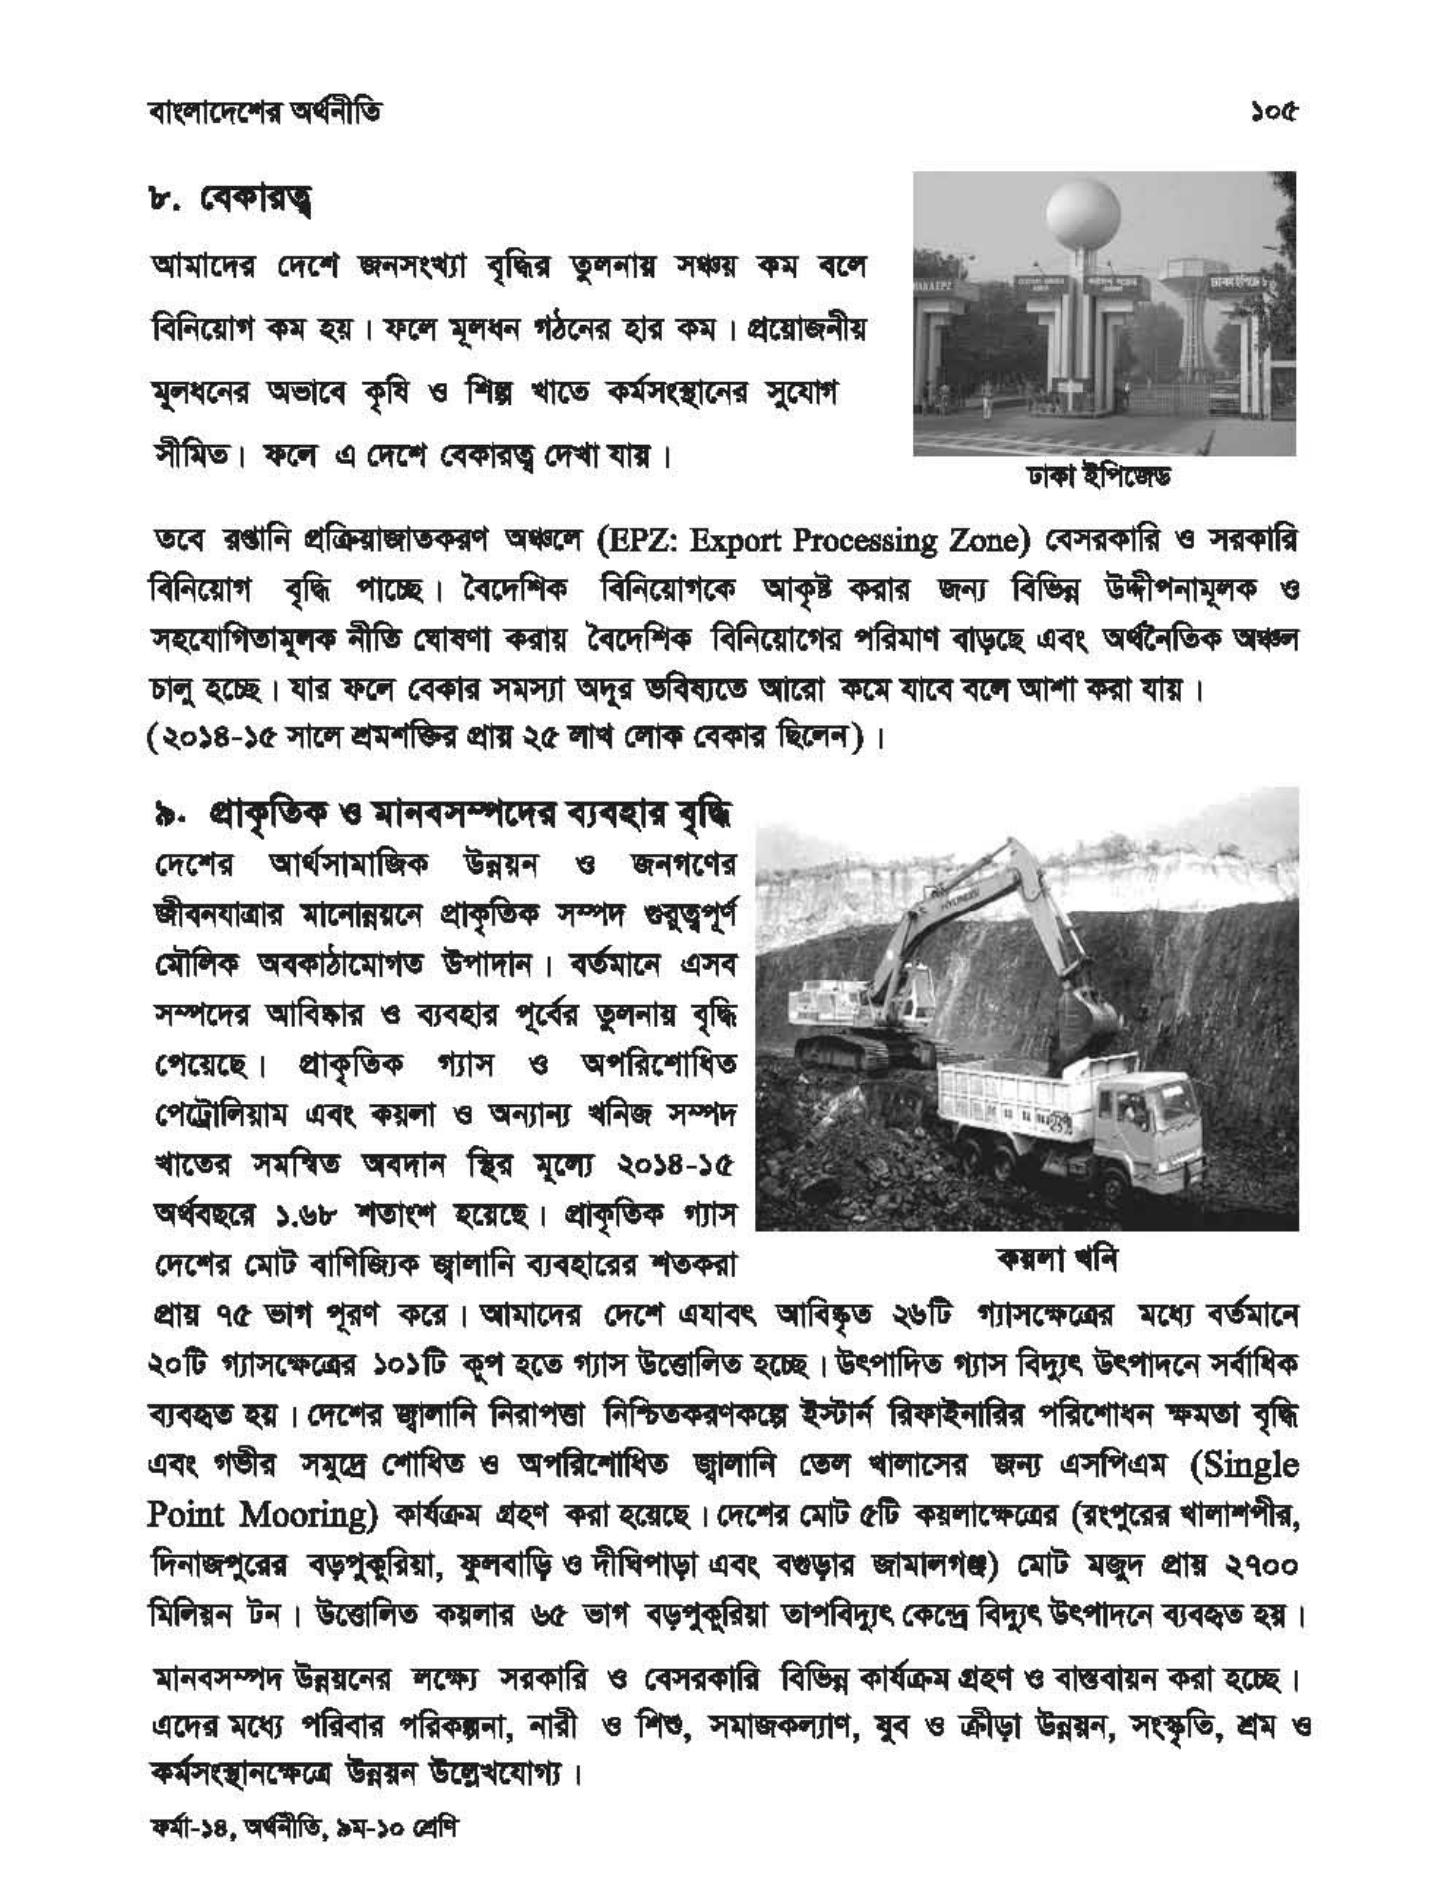 বাংলাদেশের অর্থনীতি
১০৫
৮. বেকারত্ব
আমাদের দেশে জনসংখ্যা বৃদ্ধির তুলনায় সঞ্চয় কম বলে
বিনিয়োগ কম হয়। ফলে মূলধন গঠনের হার কম। প্রয়োজনীয়
মূলধনের অভাবে কৃষি ও শিল্প খাতে কর্মসংস্থানের সুযোগ
সীমিত। ফলে এ দেশে বেকারত্ব দেখা যায়।
ঢাকা ইপিজেড
তবে রপ্তানি প্রক্রিয়াজাতকরণ অঞ্চলে (EPZ: Export Processing Zone) বেসরকারি ও সরকারি
বিনিয়োগ বৃদ্ধি পাচ্ছে। বৈদেশিক বিনিয়োগকে আকৃষ্ট করার জন্য বিভিন্ন উদ্দীপনামূলক ও
সহযোগিতামূলক নীতি ঘোষণা করায় বৈদেশিক বিনিয়োগের পরিমাণ বাড়ছে এবং অর্থনৈতিক অঞ্চল
চালু হচ্ছে। যার ফলে বেকার সমস্যা অদূর ভবিষ্যতে আরো কমে যাবে বলে আশা করা যায়।
(২০১৪-১৫ সালে শ্রমশক্তির প্রায় ২৫ লাখ লোক বেকার ছিলেন)।
৯. প্রাকৃতিক ও মানবসম্পদের ব্যবহার বৃদ্ধি
দেশের আর্থসামাজিক উন্নয়ন ও জনগণের
জীবনযাত্রার মানোন্নয়নে প্রাকৃতিক সম্পদ গুরুত্বপূর্ণ
মৌলিক অবকাঠামোগত উপাদান। বর্তমানে এসব
সম্পদের আবিষ্কার ও ব্যবহার পূর্বের তুলনায় বৃদ্ধি
পেয়েছে। প্রাকৃতিক গ্যাস ও অপরিশোধিত
পেট্রোলিয়াম এবং কয়লা ও অন্যান্য খনিজ সম্পদ
খাতের সমন্বিত অবদান স্থির মূল্যে ২০১৪-১৫
অর্থবছরে ১.৬৮ শতাংশ হয়েছে। প্রাকৃতিক গ্যাস
দেশের মোট বাণিজ্যিক জ্বালানি ব্যবহারের শতকরা
HYUNDAI
কয়লা খনি
প্রায় ৭৫ ভাগ পূরণ করে। আমাদের দেশে এযাবৎ আবিষ্কৃত ২৬টি গ্যাসক্ষেত্রের মধ্যে বর্তমানে
২০টি গ্যাসক্ষেত্রের ১০১টি কূপ হতে গ্যাস উত্তোলিত হচ্ছে। উৎপাদিত গ্যাস বিদ্যুৎ উৎপাদনে সর্বাধিক
ব্যবহৃত হয়। দেশের জ্বালানি নিরাপত্তা নিশ্চিতকরণকল্পে ইস্টার্ন রিফাইনারির পরিশোধন ক্ষমতা বৃদ্ধি
এবং গভীর সমুদ্রে শোধিত ও অপরিশোধিত জ্বালানি তেল খালাসের জন্য এসপিএম (Single
Point Mooring) কার্যক্রম গ্রহণ করা হয়েছে। দেশের মোট ৫টি কয়লাক্ষেত্রের (রংপুরের খালাশপীর,
দিনাজপুরের বড়পুকুরিয়া, ফুলবাড়ি ও দীঘিপাড়া এবং বগুড়ার জামালগঞ্জ) মোট মজুদ প্রায় ২৭০০
মিলিয়ন টন। উত্তোলিত কয়লার ৬৫ ভাগ বড়পুকুরিয়া তাপবিদ্যুৎ কেন্দ্রে বিদ্যুৎ উৎপাদনে ব্যবহৃত হয়।
মানবসম্পদ উন্নয়নের লক্ষ্যে সরকারি ও বেসরকারি বিভিন্ন কার্যক্রম গ্রহণ ও বাস্তবায়ন করা হচ্ছে।
এদের মধ্যে পরিবার পরিকল্পনা, নারী ও শিশু, সমাজকল্যাণ, যুব ও ক্রীড়া উন্নয়ন, সংস্কৃতি, শ্রম ও
কর্মসংস্থানক্ষেত্রে উন্নয়ন উল্লেখযোগ্য।
ফর্মা-১৪, অর্থনীতি, ৯ম-১০ শ্রেণি